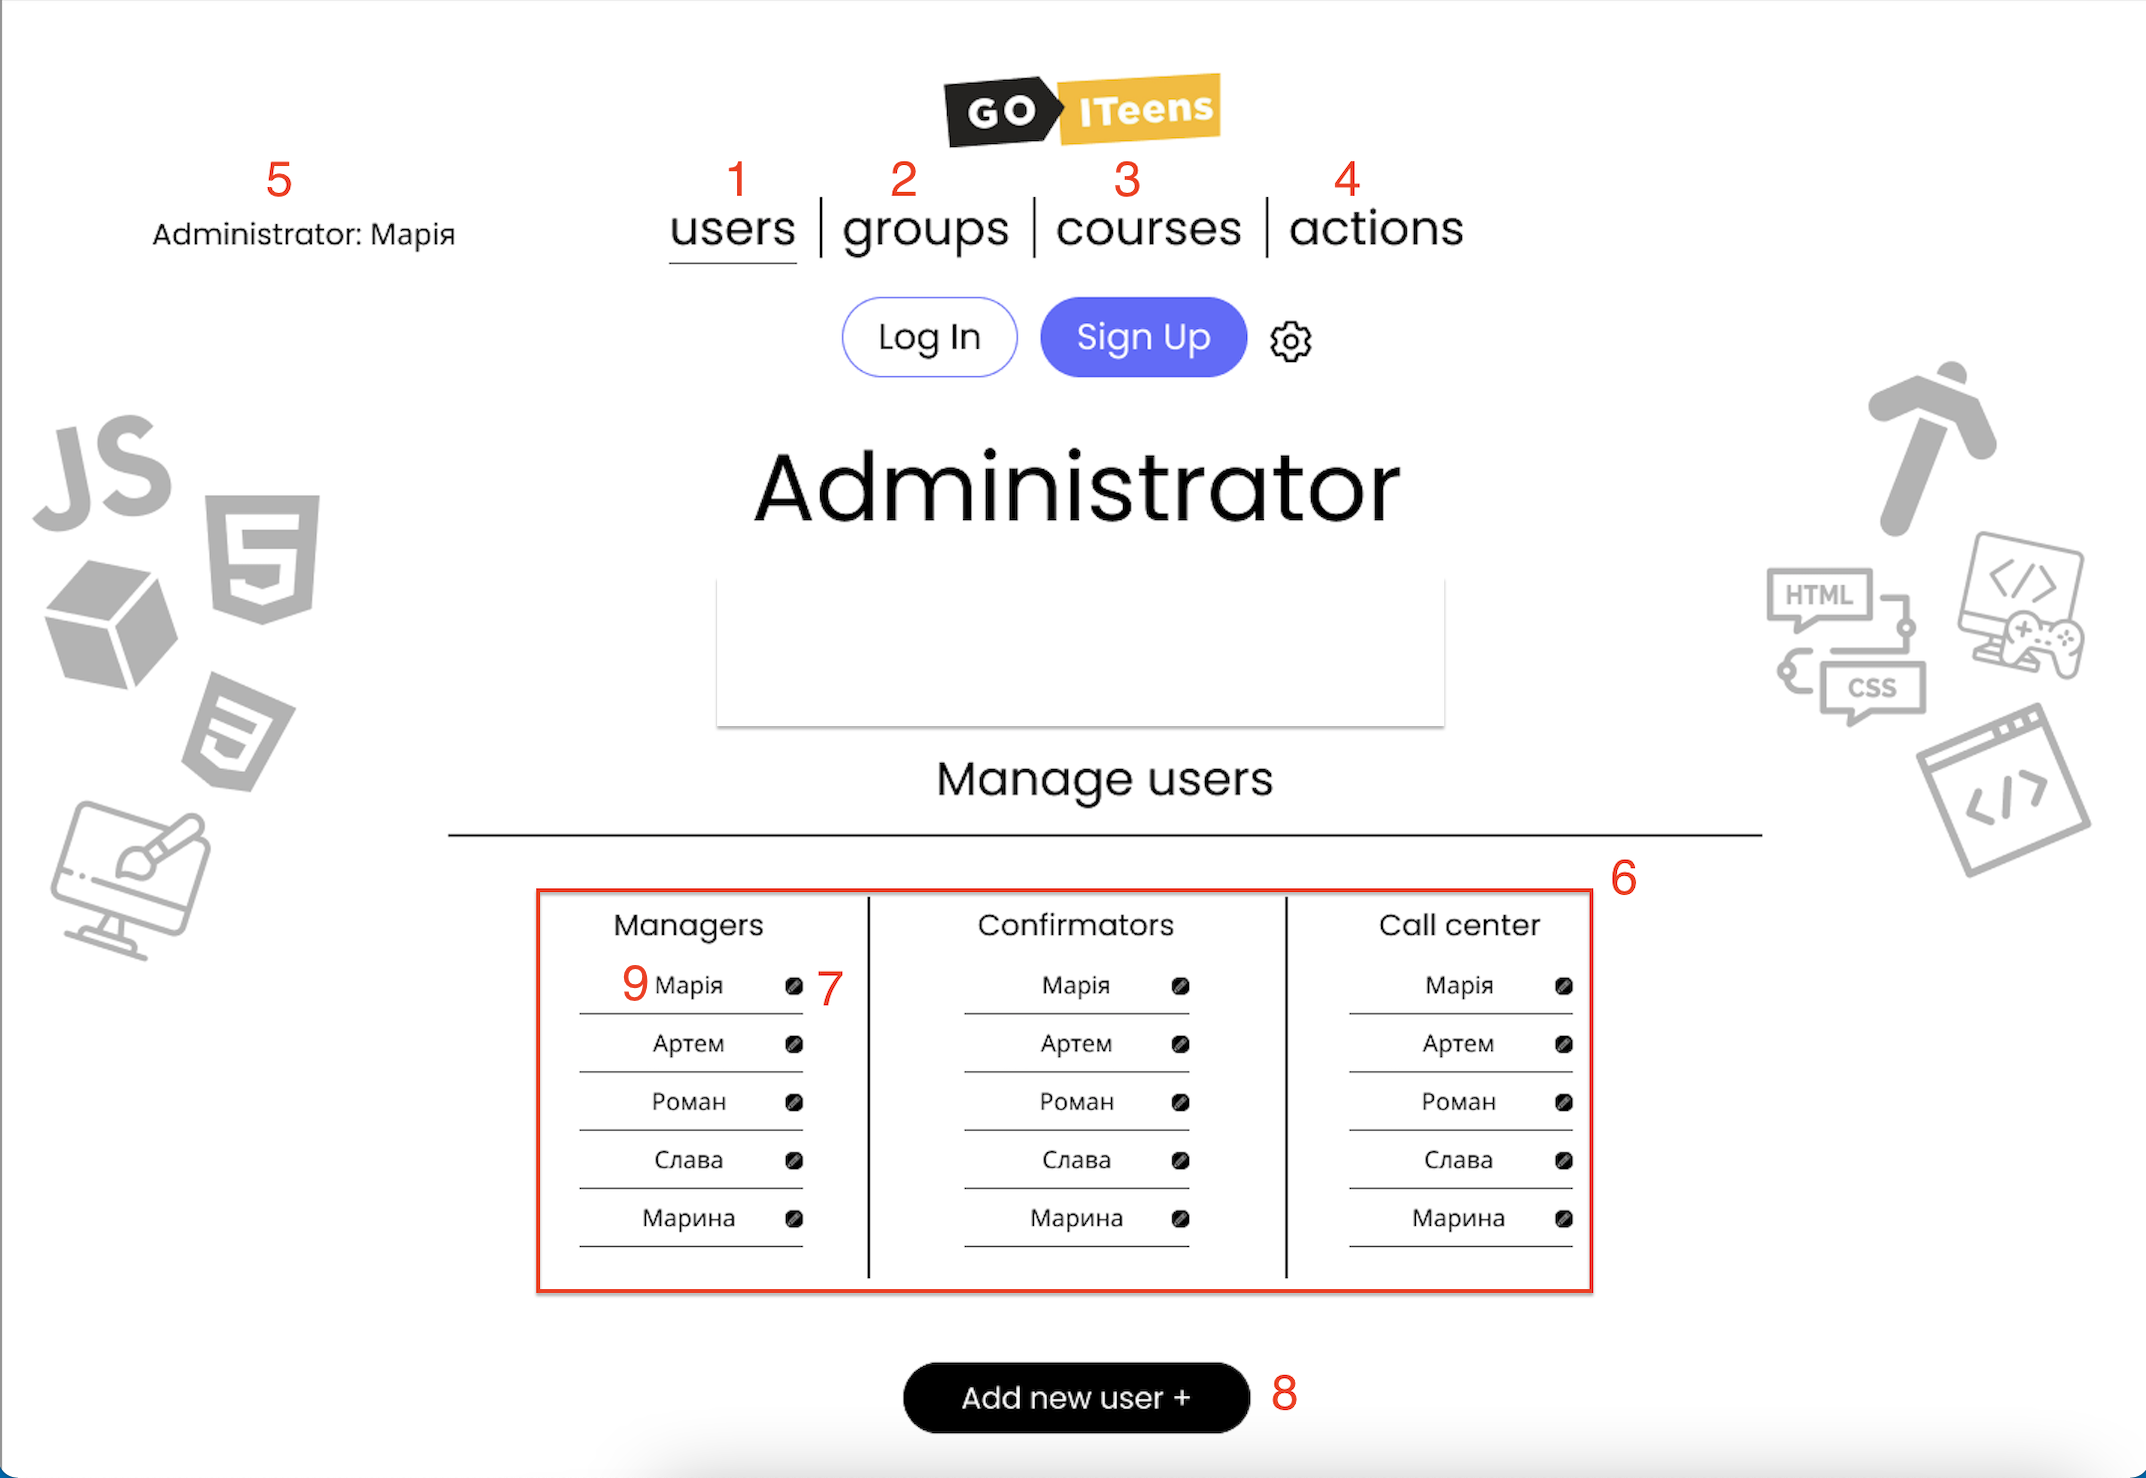 GO ITeens
5 1 2 3 4
Administrator: Марія
users groups courses actions
Log In Sign Up
JS
5
3
HTML
</>
CSS
</>
Administrator
Manage users
6
Managers Confirmators Call center
9 Марія 7 Марія Марія
Артем Артем Артем
Роман Роман Роман
Слава Слава Слава
Марина Марина Марина
Add new user + 8